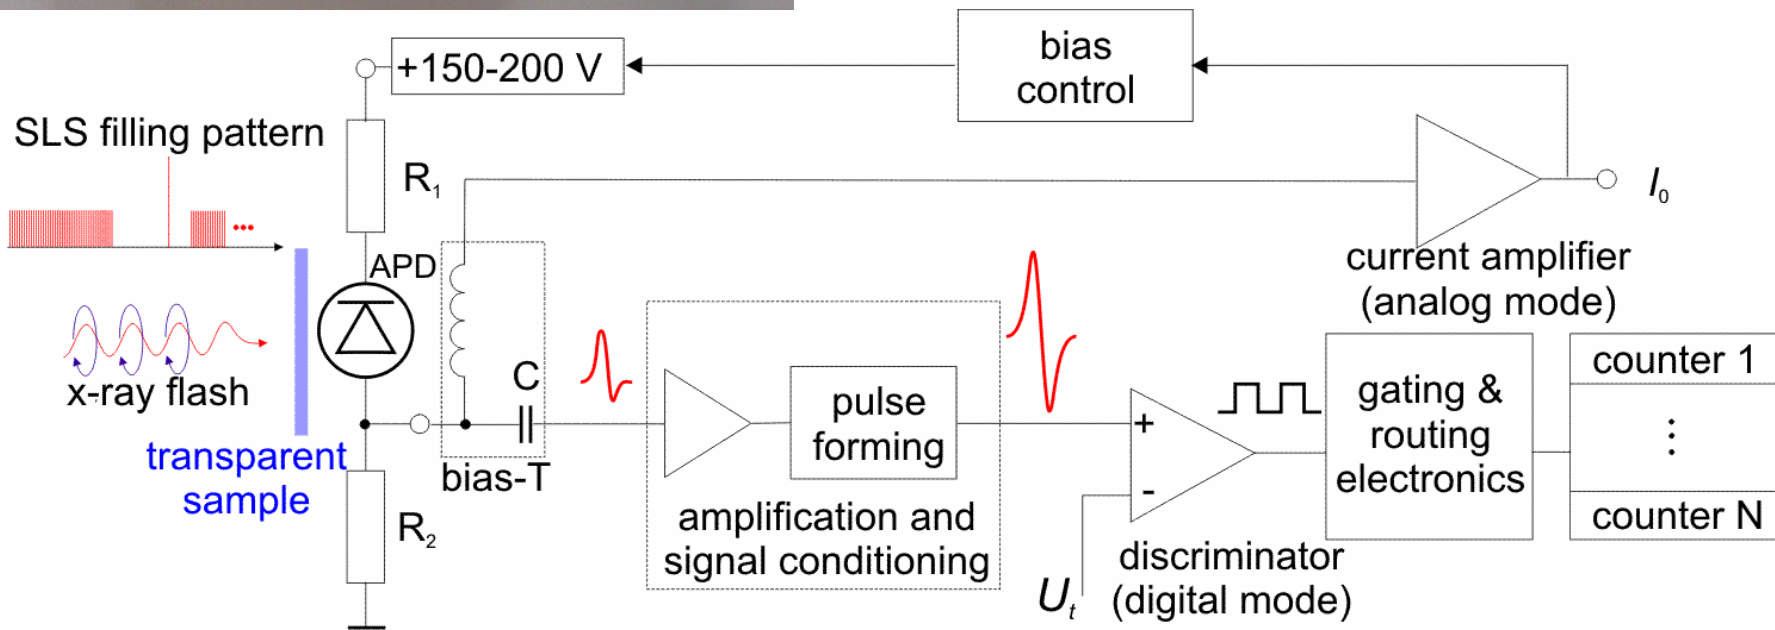 +150-200 V
bias
control
SLS filling pattern
R1
I0
APD
current amplifier
(analog mode)
x-ray flash
C
bias-T
transparent
sample
R2
pulse
forming
amplification and
signal conditioning
+
-
Ut
discriminator
(digital mode)
gating &
routing
electronics
counter 1
⋮
counter N